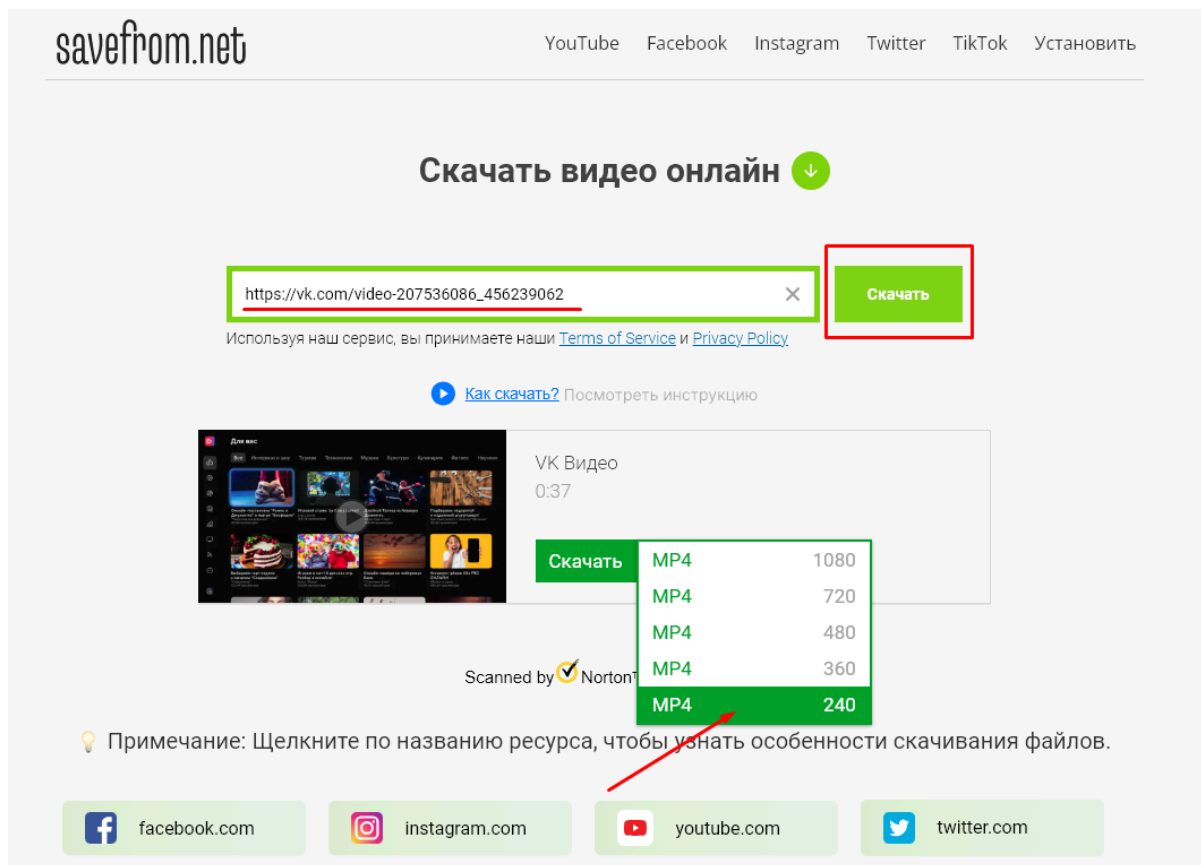 savefrom.net
YouTube Facebook Instagram Twitter TikTok Установить
Скачать видео онлайн
https://vk.com/video-207536086_456239062
Скачать
Используя наш сервис, вы принимаете наши Terms of Service и Privacy Policy
Как скачать? Посмотреть инструкцию
Для вас
VK Видео
0:37
Скачать
MP4 1080
MP4 720
MP4 480
MP4 360
MP4 240
Scanned by Norton
Примечание: Щелкните по названию ресурса, чтобы узнать особенности скачивания файлов.
facebook.com
instagram.com
youtube.com
twitter.com